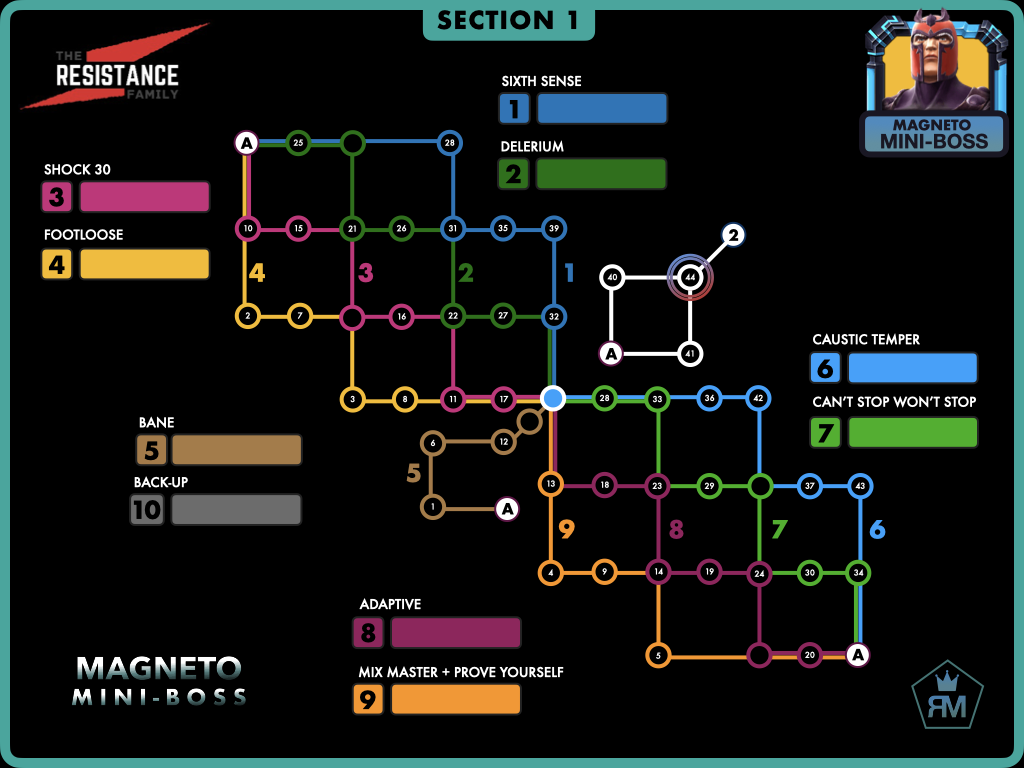 SECTION 1
THE
RESISTANCE
FAMILY
MAGNETO
MINI-BOSS
SIXTH SENSE
1
DELERIUM
2
SHOCK 30
3
FOOTLOOSE
4
A 25 28
10 15 21 26 31 35 39
4 3 2 1
2 7 16 22 27 32
3 8 11 17
2
40 44
A 41
CAUSTIC TEMPER
6
CAN'T STOP WON'T STOP
7
BANE
5
BACK-UP
10
6 12
5
1 A
28 33 36 42
13 18 23 29 37 43
9 8 7 6
4 9 14 19 24 30 34
5 20 A
ADAPTIVE
8
MIX MASTER + PROVE YOURSELF
9
MAGNETO
MINI-BOSS
RM